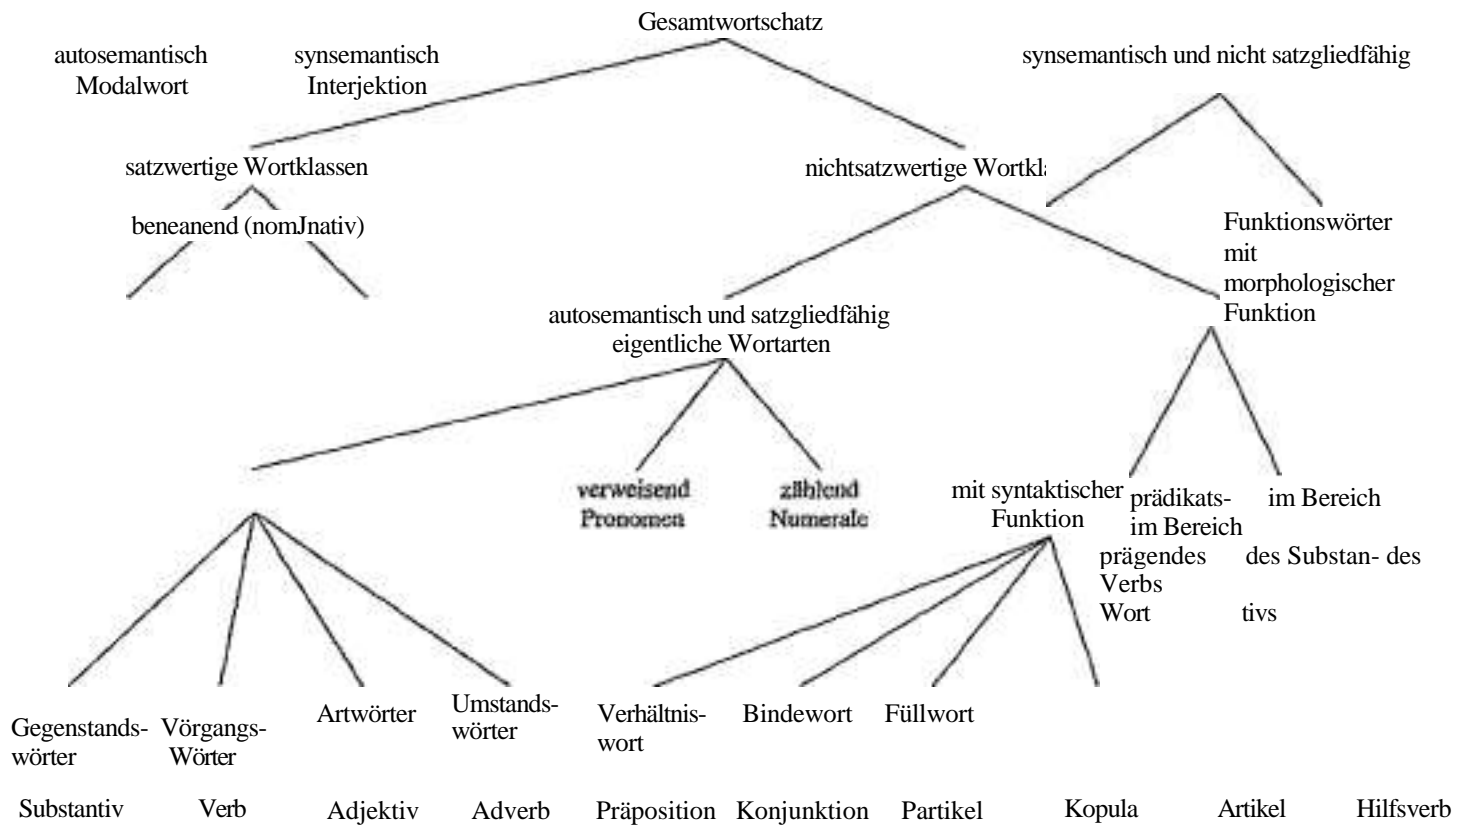 Gesamtwortschatz
autosemantisch
Modalwort
synsemantisch
Interjektion
synsemantisch und nicht satzgliedfähig
satzwertige Wortklassen
nichtsatzwertige Wortkl
beneanend (nomJnativ)
Funktionswörter
mit
morphologischer
Funktion
autosemantisch und satzgliedfähig
eigentliche Wortarten
verweisend
Pronomen
zählend
Numerale
mit syntaktischer
Funktion
prädikats- im Bereich
im Bereich
prägendes des Substan- des
Verbs
Wort tivs
Gegenstands-
wörter
Vörgangs-
Wörter
Artwörter
Umstands-
wörter
Verhältnis-
wort
Bindewort
Füllwort
Substantiv Verb Adjektiv Adverb Präposition Konjunktion Partikel Kopula Artikel Hilfsverb